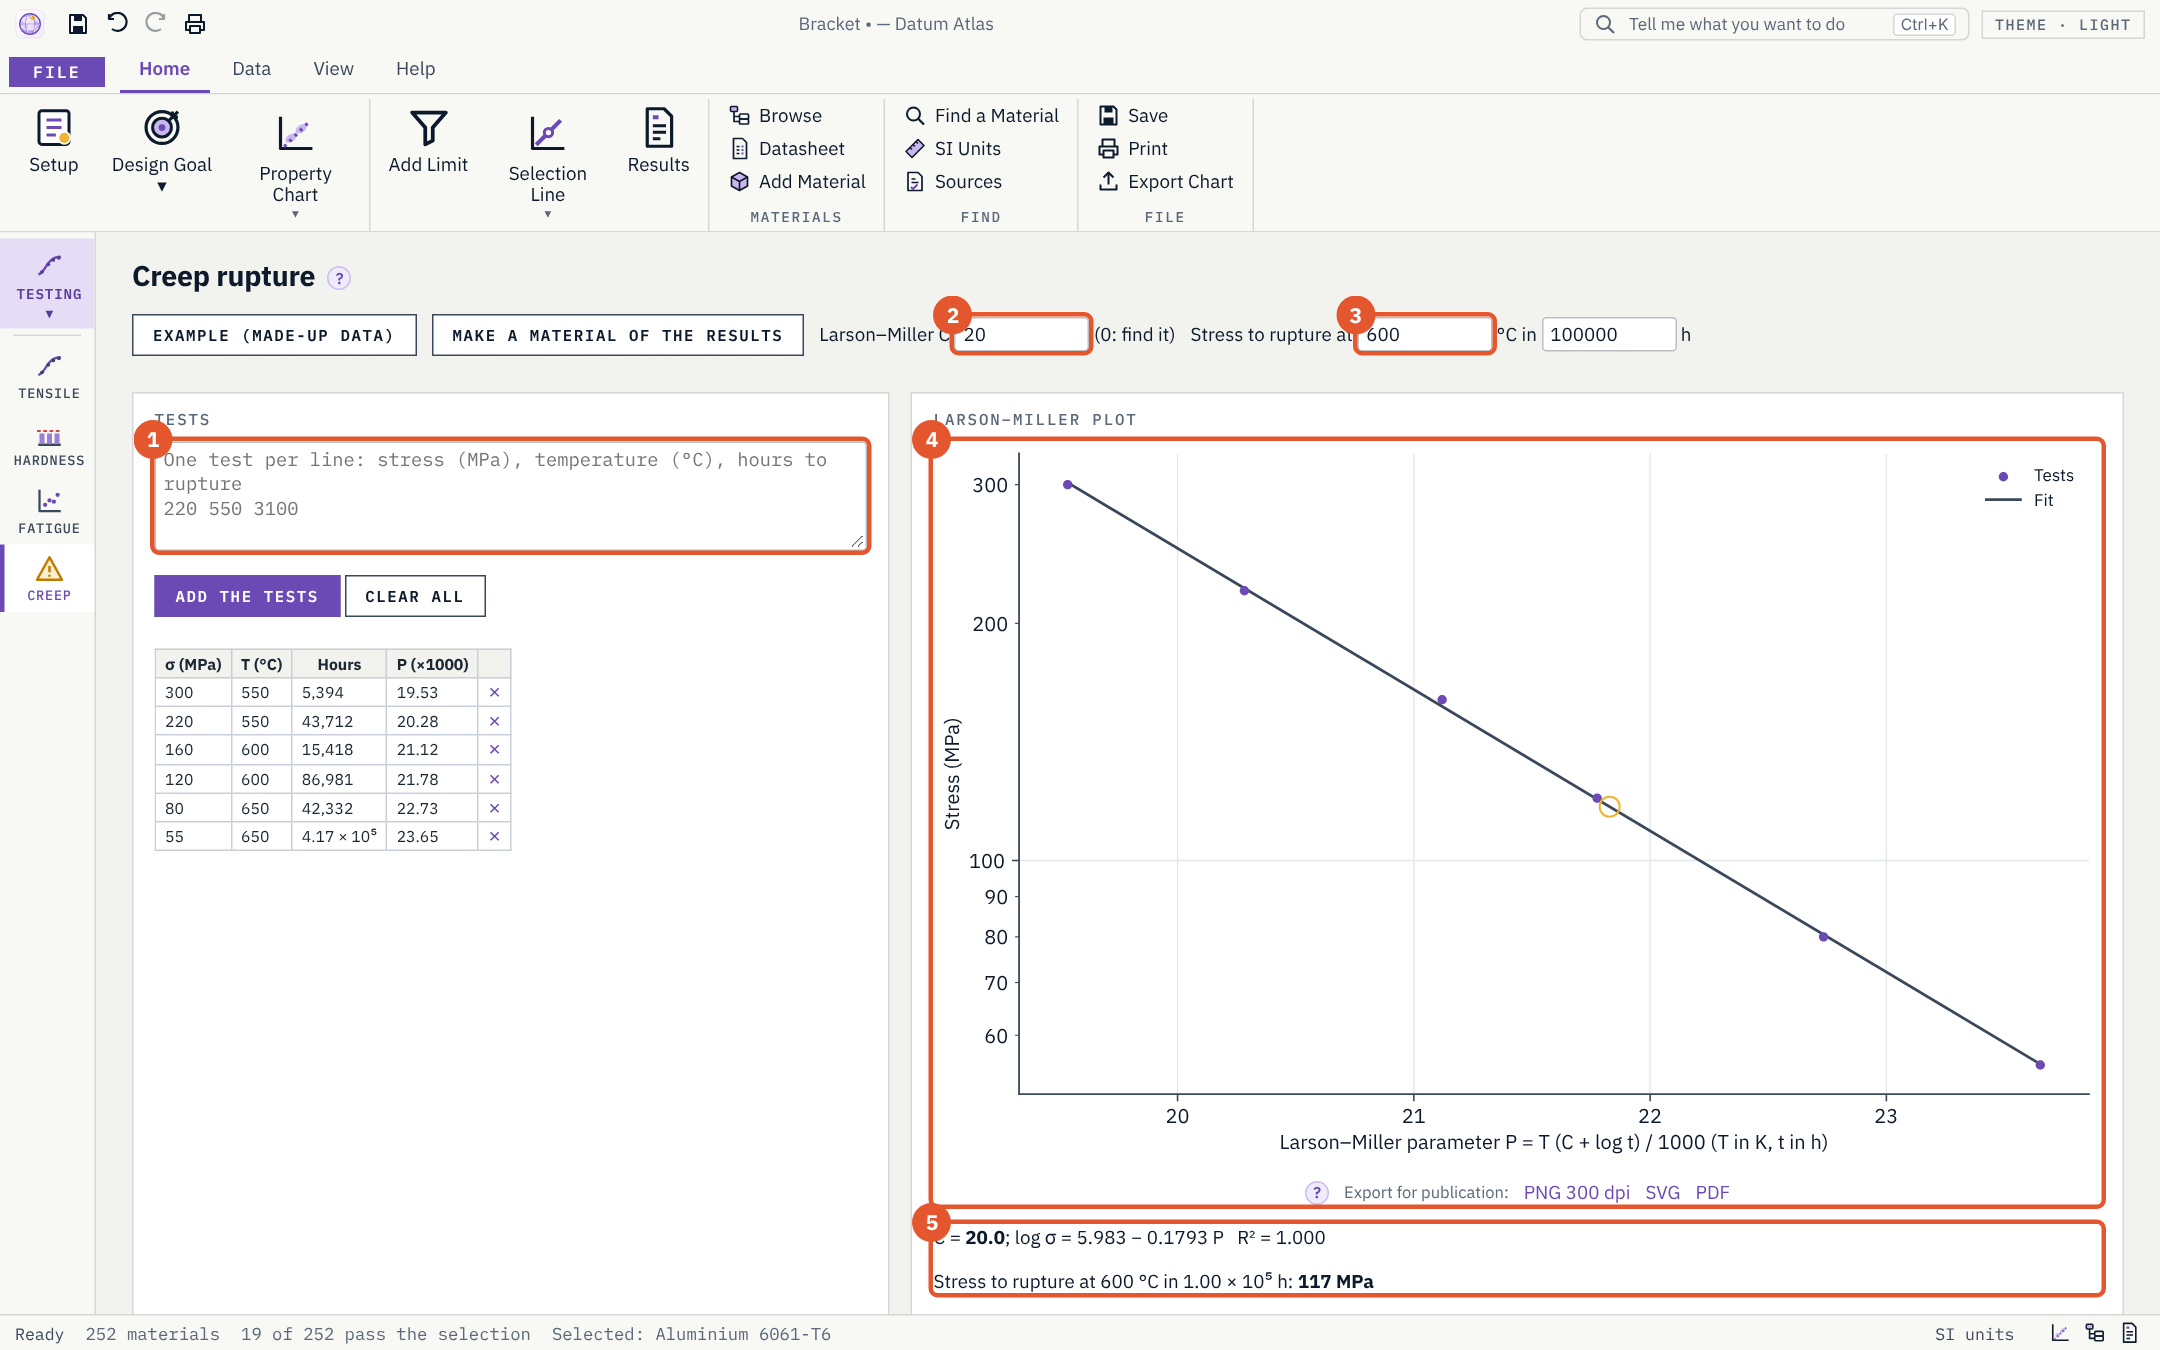 Bracket • — Datum Atlas
Tell me what you want to do Ctrl+K
THEME · LIGHT
FILE Home Data View Help
Setup
Design Goal ▼
Property Chart ▼
Add Limit
Selection Line ▼
Results
Browse
Datasheet
Add Material
MATERIALS
Find a Material
SI Units
Sources
FIND
Save
Print
Export Chart
FILE
TESTING ▼
TENSILE
HARDNESS
FATIGUE
CREEP
Creep rupture ?
EXAMPLE (MADE-UP DATA) MAKE A MATERIAL OF THE RESULTS Larson–Miller C 2 20 (0: find it) Stress to rupture at 3 600 °C in 100000 h
TESTS
1
One test per line: stress (MPa), temperature (°C), hours to
rupture
220 550 3100
ADD THE TESTS CLEAR ALL
σ (MPa) T (°C) Hours P (×1000)
300 550 5,394 19.53 ×
220 550 43,712 20.28 ×
160 600 15,418 21.12 ×
120 600 86,981 21.78 ×
80 650 42,332 22.73 ×
55 650 4.17 × 10⁵ 23.65 ×
LARSON–MILLER PLOT
4
Tests
Fit
300
200
100
90
80
70
60
Stress (MPa)
20 21 22 23
Larson–Miller parameter P = T (C + log t) / 1000 (T in K, t in h)
? Export for publication: PNG 300 dpi SVG PDF
5
C = 20.0; log σ = 5.983 − 0.1793 P R² = 1.000
Stress to rupture at 600 °C in 1.00 × 10⁵ h: 117 MPa
Ready 252 materials 19 of 252 pass the selection Selected: Aluminium 6061-T6
SI units